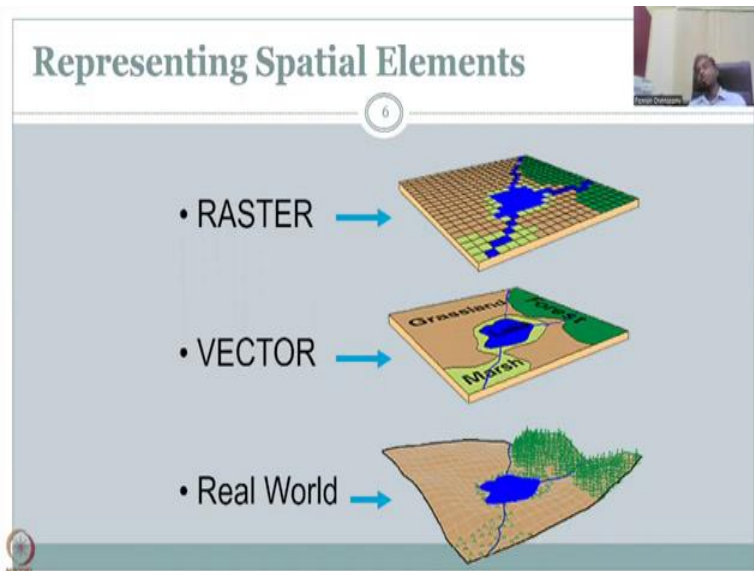 Representing Spatial Elements
6
• RASTER
• VECTOR
Grassland
Forest
Marsh
• Real World